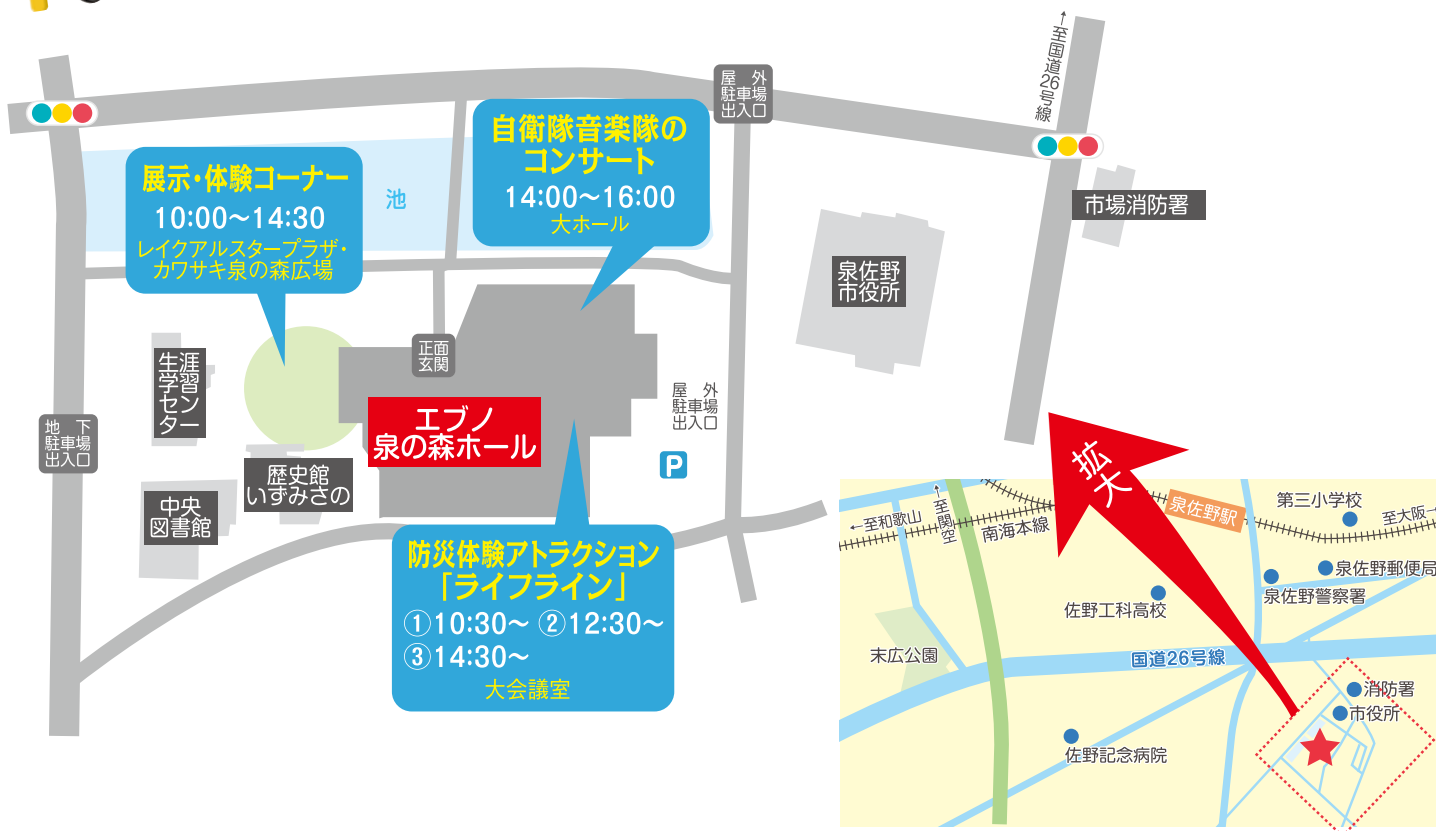 ←至国道26号線
屋　外
駐車場
出入口
自衛隊音楽隊の
コンサート
14:00〜16:00
大ホール
展示・体験コーナー
10:00〜14:30
レイクアルスタープラザ・
カワサキ泉の森広場
池
市場消防署
泉佐野
市役所
正面
玄関
生涯
学習
セン
ター
屋　外
駐車場
出入口
P
エブノ
泉の森ホール
地　下
駐車場
出入口
歴史館
いずみさの
中央
図書館
防災体験アトラクション
「ライフライン」
①10:30〜 ②12:30〜
③14:30〜
大会議室
拡大
←至和歌山
←至関空
南海本線
泉佐野駅
第三小学校
至大阪→
泉佐野郵便局
泉佐野警察署
佐野工科高校
末広公園
国道26号線
消防署
市役所
佐野記念病院